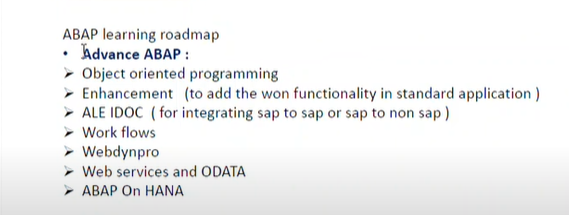 ABAP learning roadmap
• Advance ABAP :
➢ Object oriented programming
➢ Enhancement (to add the won functionality in standard application )
➢ ALE IDOC ( for integrating sap to sap or sap to non sap )
➢ Work flows
➢ Webdynpro
➢ Web services and ODATA
➢ ABAP On HANA